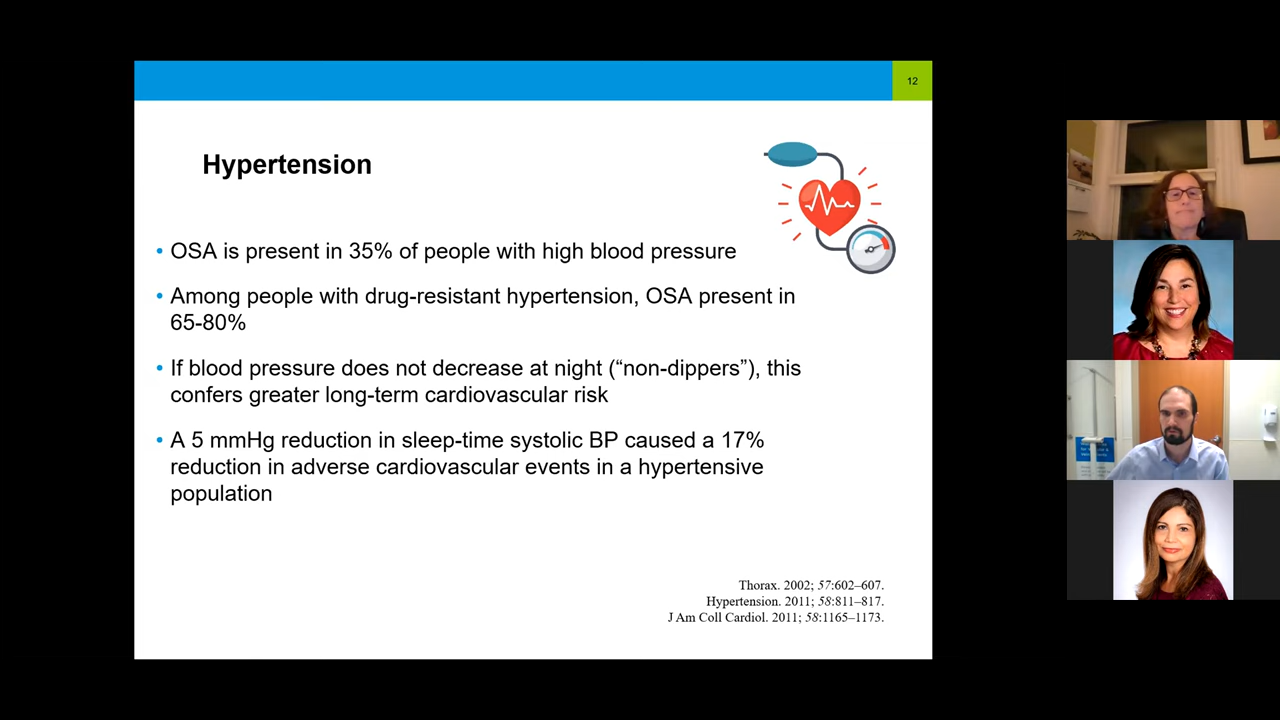 12
Hypertension
• OSA is present in 35% of people with high blood pressure
• Among people with drug-resistant hypertension, OSA present in
65-80%
• If blood pressure does not decrease at night (“non-dippers”), this
confers greater long-term cardiovascular risk
• A 5 mmHg reduction in sleep-time systolic BP caused a 17%
reduction in adverse cardiovascular events in a hypertensive
population
Thorax. 2002; 57:602–607.
Hypertension. 2011; 58:811–817.
J Am Coll Cardiol. 2011; 58:1165–1173.